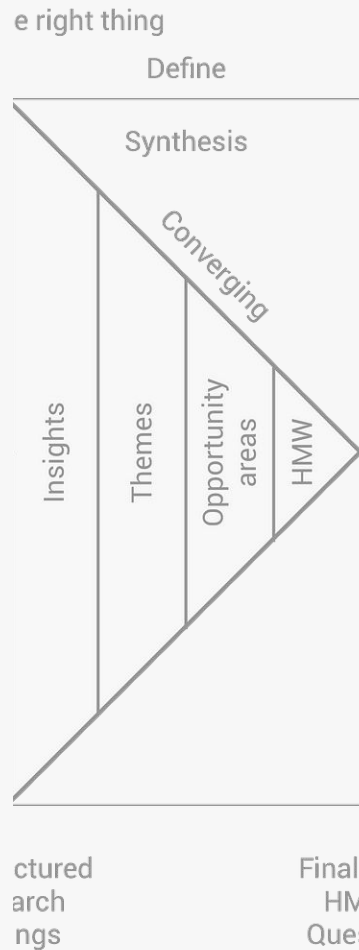 e right thing
Define
Synthesis
Converging
Insights
Themes
Opportunity
areas
HMW
ctured
Final
arch
HM
ngs
Que